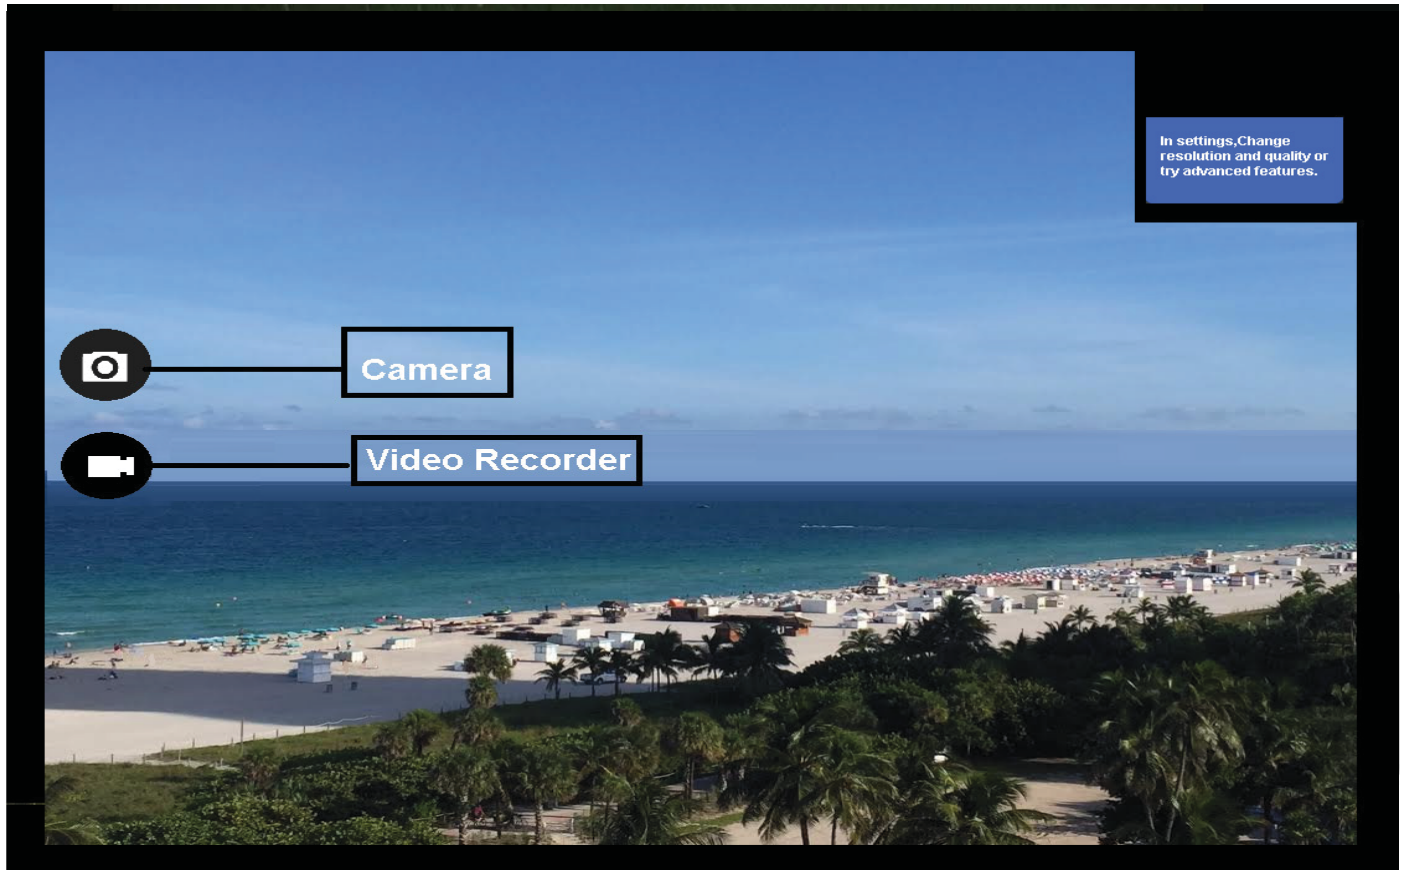 In settings,Change
resolution and quality or
try advanced features.
Camera
Video Recorder